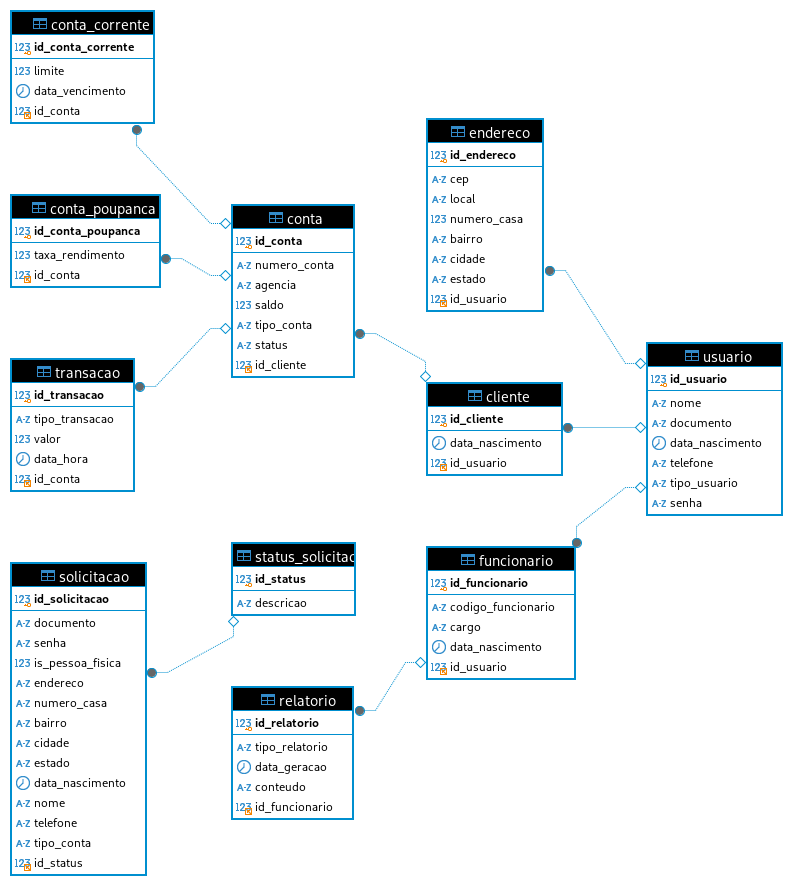 conta_corrente
123 id_conta_corrente
123 limite
data_vencimento
123 id_conta
conta_poupanca
123 id_conta_poupanca
123 taxa_rendimento
123 id_conta
transacao
123 id_transacao
A-Z tipo_transacao
123 valor
data_hora
123 id_conta
solicitacao
123 id_solicitacao
A-Z documento
A-Z senha
123 is_pessoa_fisica
A-Z endereco
A-Z numero_casa
A-Z bairro
A-Z cidade
A-Z estado
data_nascimento
A-Z nome
A-Z telefone
A-Z tipo_conta
123 id_status
conta
123 id_conta
A-Z numero_conta
A-Z agencia
123 saldo
A-Z tipo_conta
A-Z status
123 id_cliente
status_solicitac
123 id_status
A-Z descricao
relatorio
123 id_relatorio
A-Z tipo_relatorio
data_geracao
A-Z conteudo
123 id_funcionario
endereco
123 id_endereco
A-Z cep
A-Z local
123 numero_casa
A-Z bairro
A-Z cidade
A-Z estado
123 id_usuario
cliente
123 id_cliente
data_nascimento
123 id_usuario
funcionario
123 id_funcionario
A-Z codigo_funcionario
A-Z cargo
data_nascimento
123 id_usuario
usuario
123 id_usuario
A-Z nome
A-Z documento
data_nascimento
A-Z telefone
A-Z tipo_usuario
A-Z senha